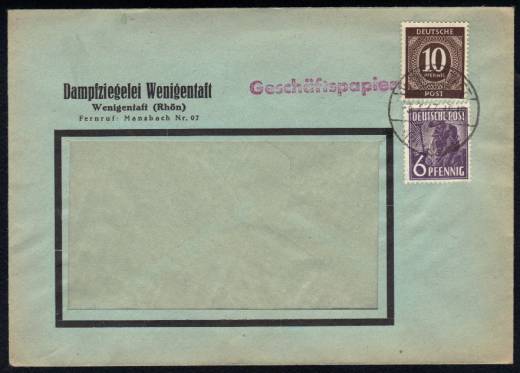 Dampfziegelei Wenigentaft
Wenigentaft (Rhön)
Fernruf: Mansbach Nr. 07
Geschäftspapier
DEUTSCHE
10
PFENNIG
POST
DEUTSCHE POST
6 PFENNIG